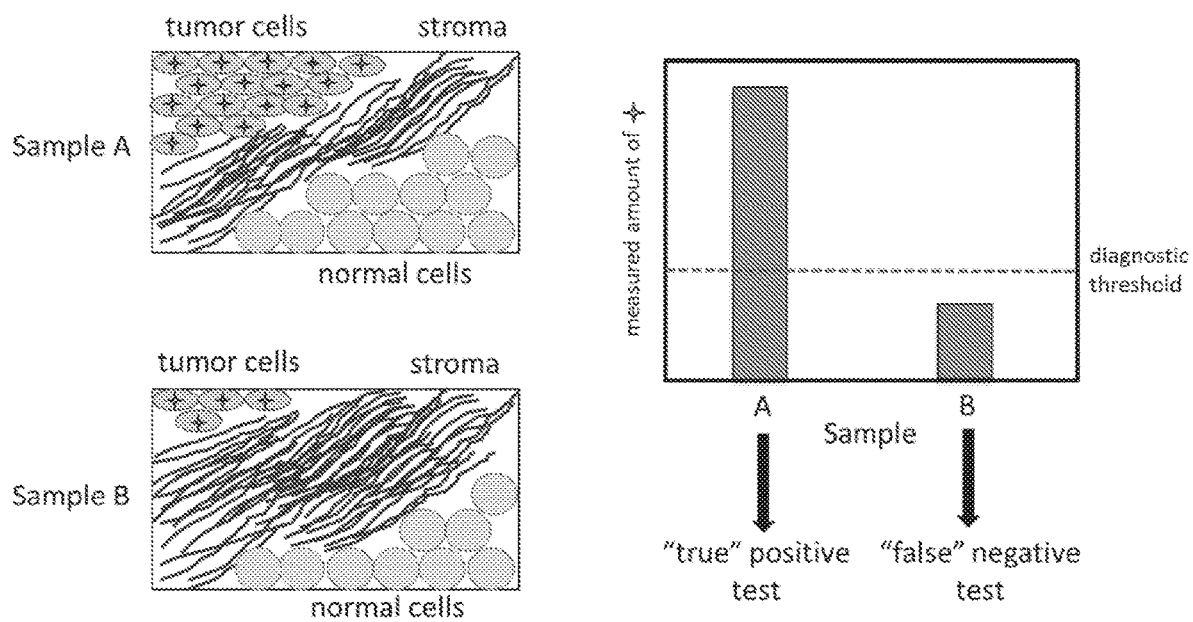 tumor cells stroma
Sample A
normal cells
tumor cells stroma
Sample B
normal cells
measured amount of
diagnostic
threshold
A B
Sample
"true" positive
test
"false" negative
test